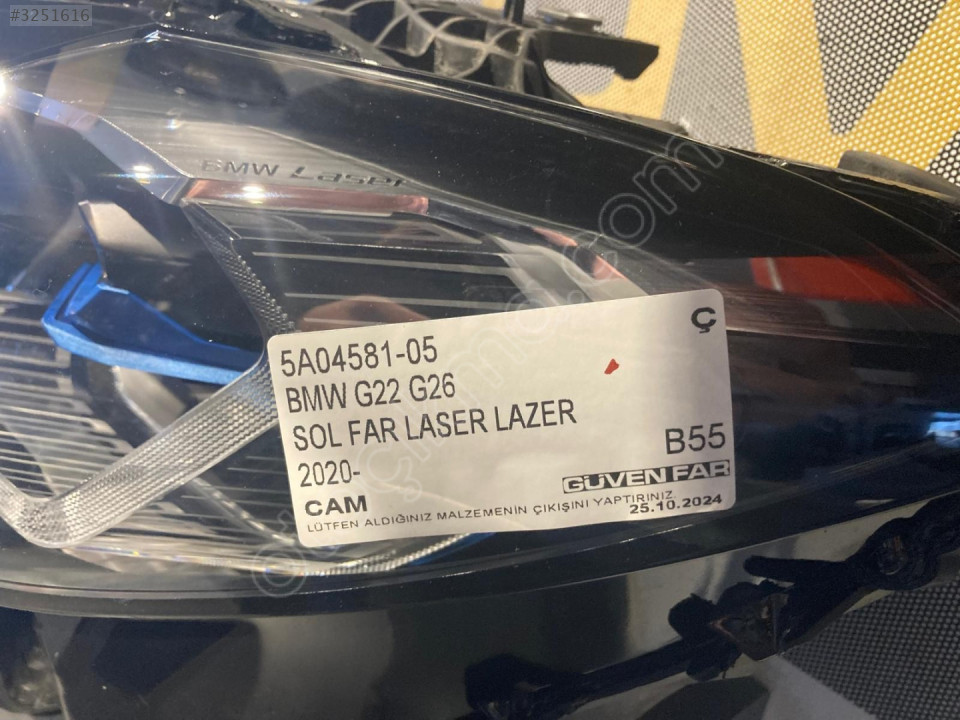 #3251616
BMW Laser
Ç
5A04581-05
BMW G22 G26
SOL FAR LASER LAZER
2020-
B55
CAM
GÜVEN FAR
LÜTFEN ALDIĞINIZ MALZEMENİN ÇIKIŞINI YAPTIRINIZ
25.10.2024